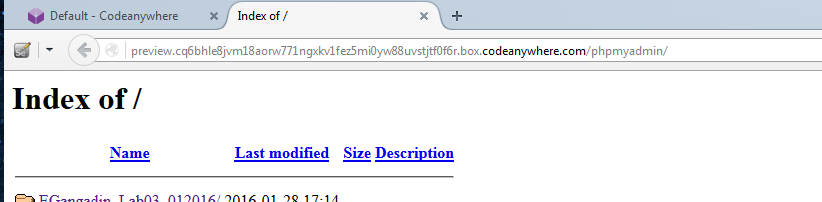 Default - Codeanywhere
Index of /
preview.cq6bhle8jvm18aorw771ngxkv1fez5mi0yw88uvstjtf0f6r.box.codeanywhere.com/phpmyadmin/
Index of /
Name Last modified Size Description
EGangadin_Lab03_012016/ 2016-01-28 17:14